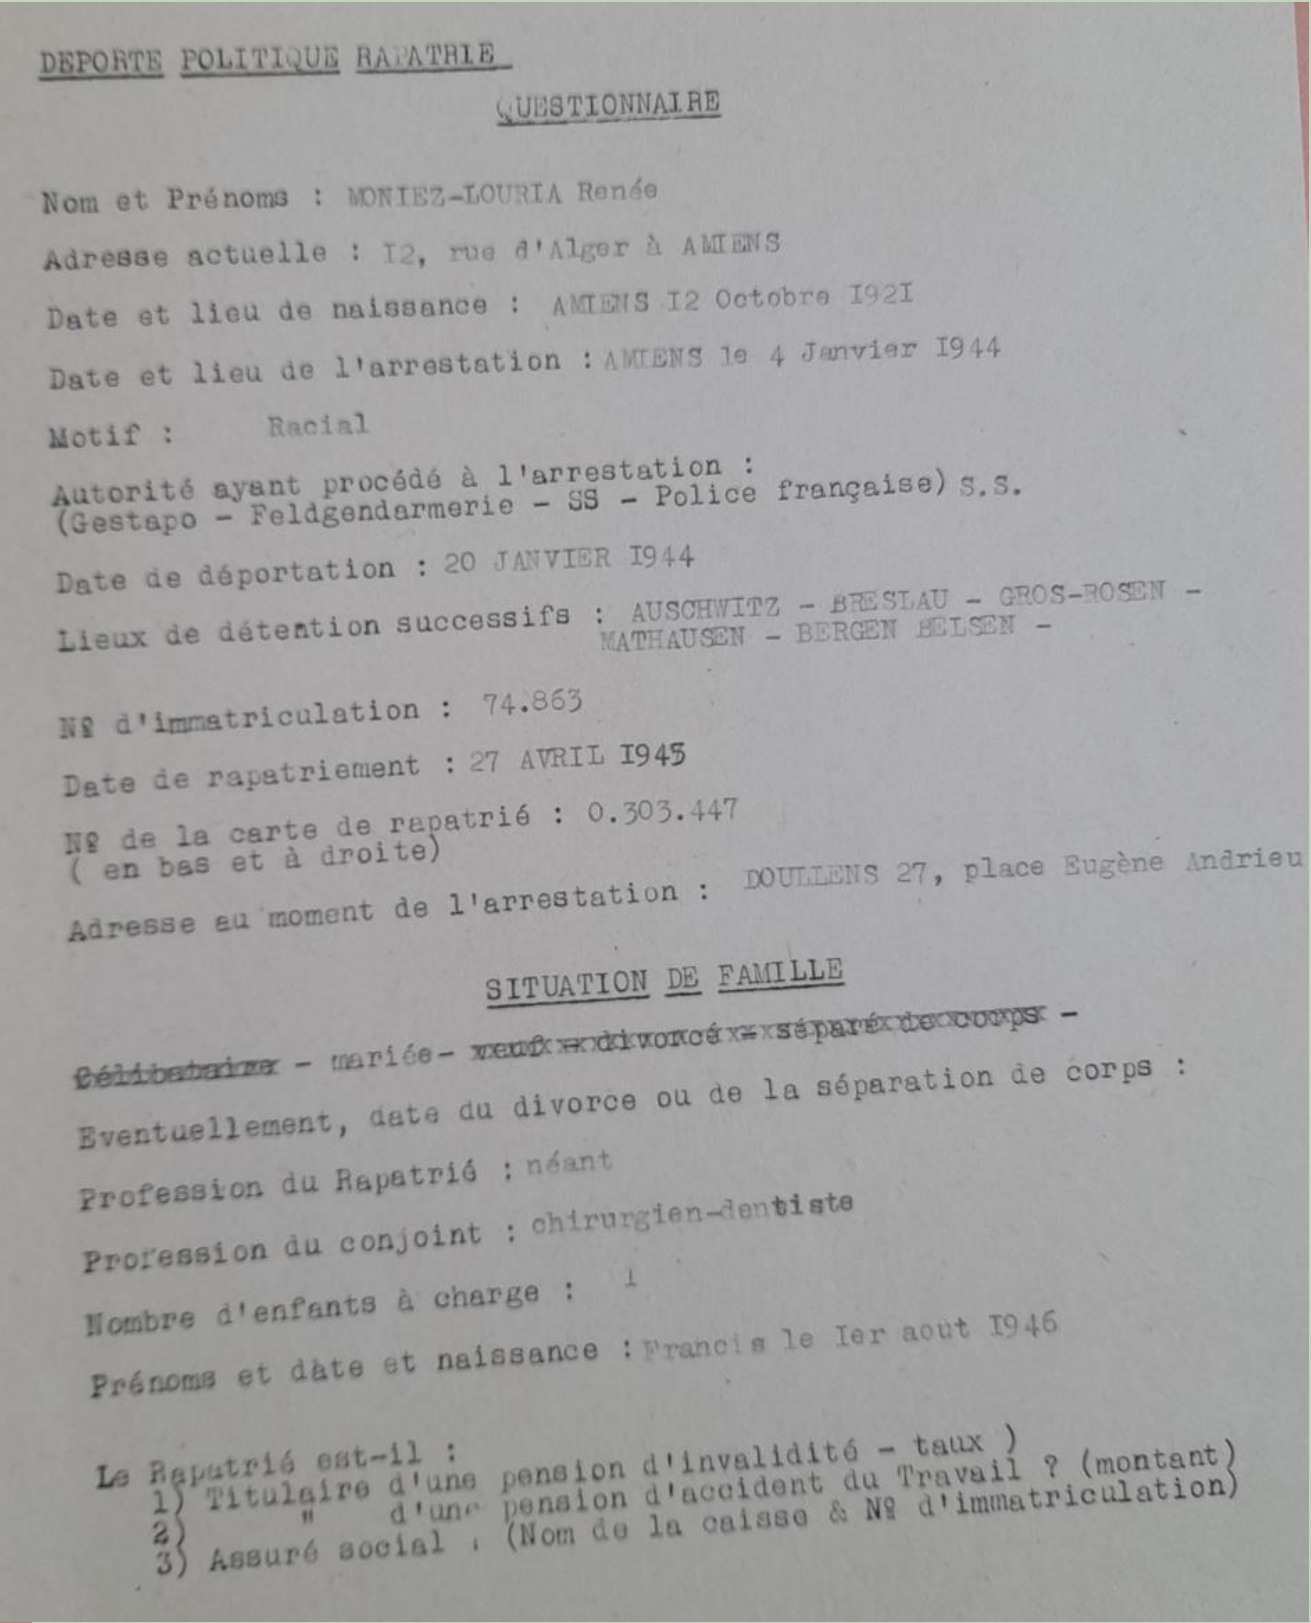 DEPORTE POLITIQUE RAPATRIE
QUESTIONNAIRE
Nom et Prénoms : MONIEZ-LOURIA Renée
Adresse actuelle : I2, rue d'Alger à AMIENS
Date et lieu de naissance : AMIENS I2 Octobre I92I
Date et lieu de l'arrestation : AMIENS le 4 Janvier I944
Motif : Racial
Autorité ayant procédé à l'arrestation :
(Gestapo - Feldgendarmerie - SS - Police française) S.S.
Date de déportation : 20 JANVIER I944
Lieux de détention successifs : AUSCHWITZ - BRESLAU - GROS-ROSEN -
MATHAUSEN - BERGEN BELSEN -
Nº d'immatriculation : 74.863
Date de rapatriement : 27 AVRIL I945
Nº de la carte de rapatrié : 0.303.447
( en bas et à droite)
Adresse au moment de l'arrestation : DOULLENS 27, place Eugène Andrieu
SITUATION DE FAMILLE
Célibataire - mariée - veuf - divorcé - séparé de corps -
Eventuellement, date du divorce ou de la séparation de corps :
Profession du Rapatrié : néant
Profession du conjoint : chirurgien-dentiste
Nombre d'enfants à charge : 1
Prénoms et date et naissance : Francis le Ier aout I946
Le Rapatrié est-il :
1) Titulaire d'une pension d'invalidité - taux )
2) " d'une pension d'accident du Travail ? (montant)
3) Assuré social : (Nom de la caisse & Nº d'immatriculation)